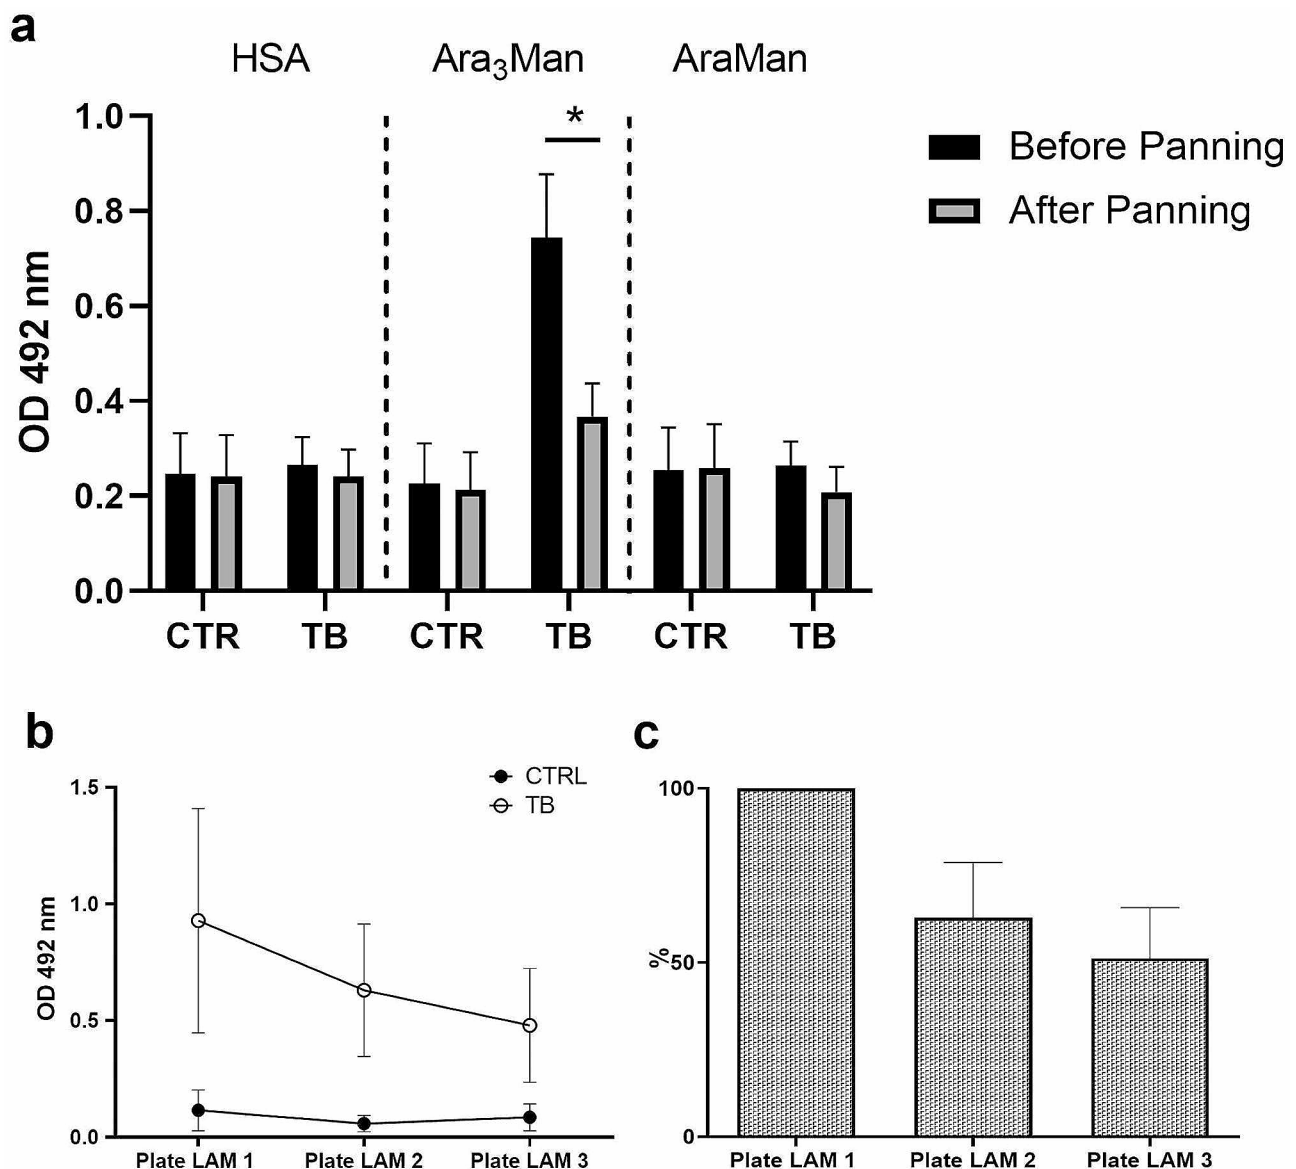 a
HSA Ara₃Man AraMan
*
1.0
0.8
0.6
0.4
0.2
0.0
OD 492 nm
CTR TB CTR TB CTR TB
Before Panning
After Panning
b
1.5
1.0
0.5
0.0
OD 492 nm
CTRL
TB
Plate LAM 1 Plate LAM 2 Plate LAM 3
c
100
50
0
%
Plate LAM 1 Plate LAM 2 Plate LAM 3